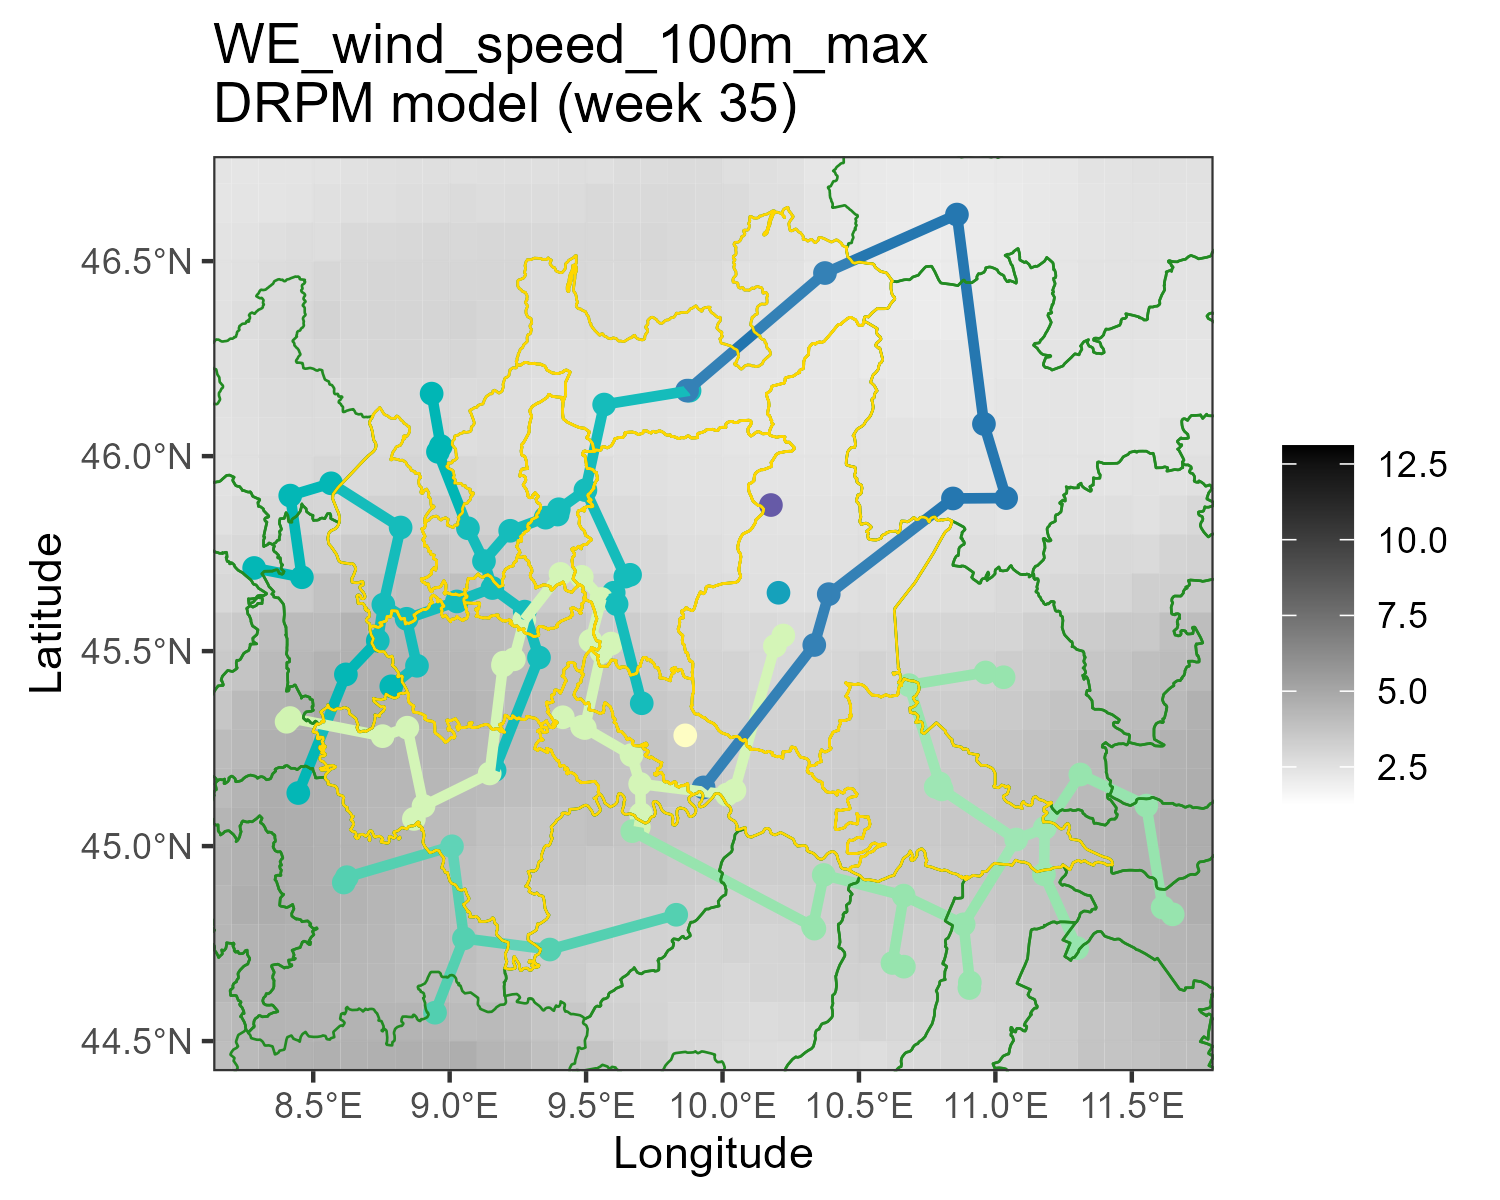 WE_wind_speed_100m_max
DRPM model (week 35)
46.5°N
46.0°N
45.5°N
45.0°N
44.5°N
Latitude
8.5°E
9.0°E
9.5°E
10.0°E
10.5°E
11.0°E
11.5°E
Longitude
12.5
10.0
7.5
5.0
2.5